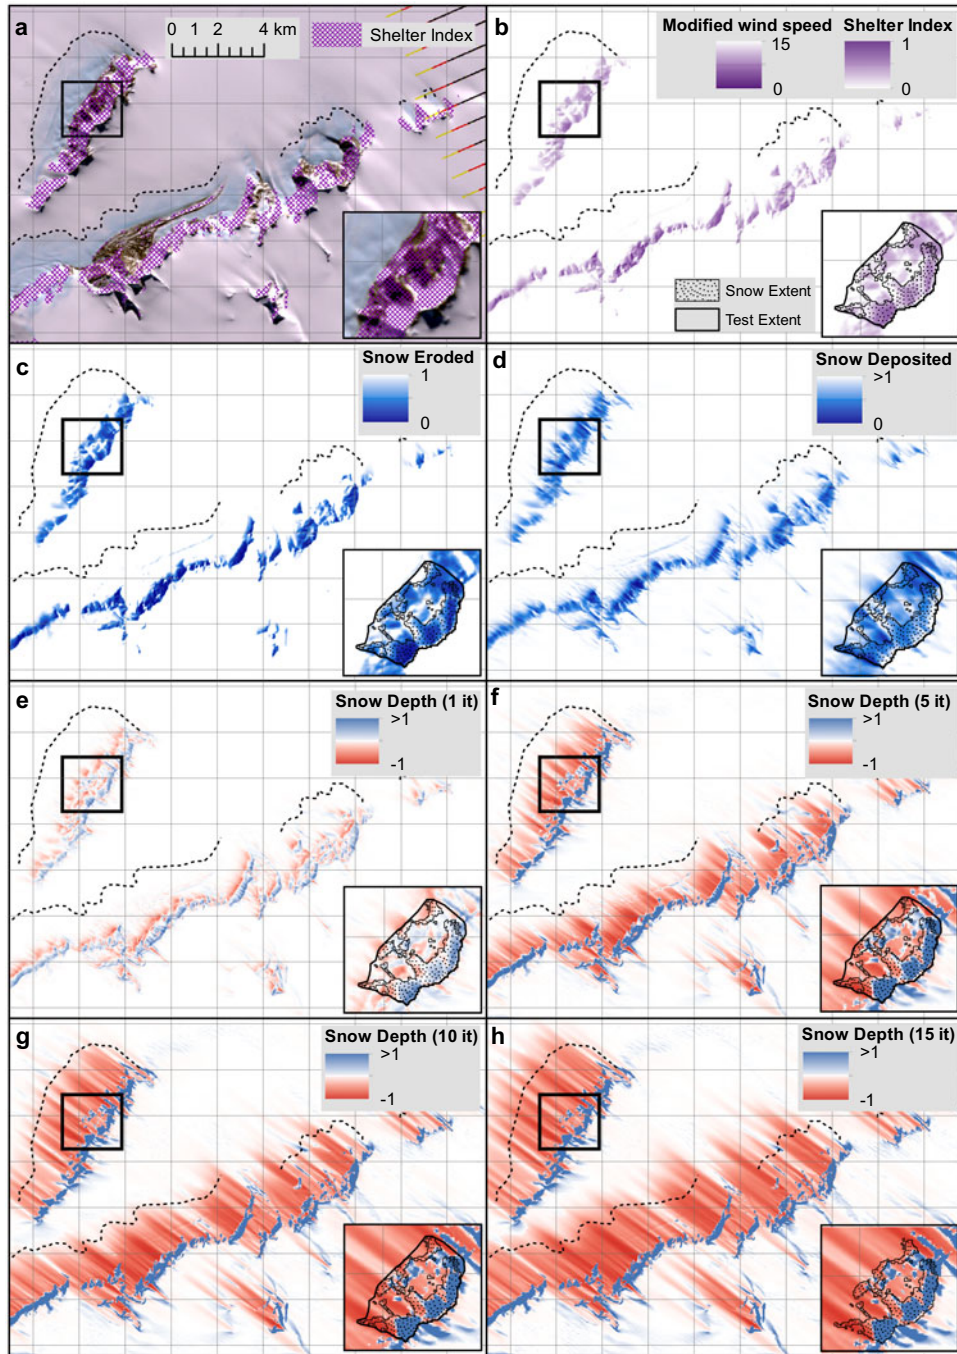 a
0 1 2 4 km
Shelter Index
b
Modified wind speed
15
0
Shelter Index
1
0
Snow Extent
Test Extent
c
Snow Eroded
1
0
d
Snow Deposited
>1
0
e
Snow Depth (1 it)
>1
-1
f
Snow Depth (5 it)
>1
-1
g
Snow Depth (10 it)
>1
-1
h
Snow Depth (15 it)
>1
-1